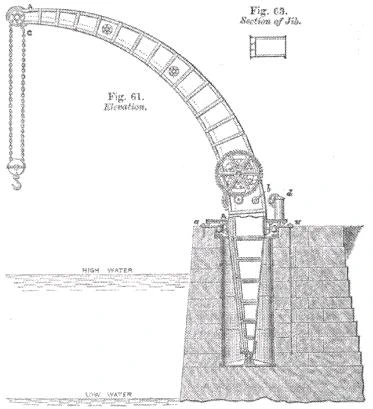 Fig. 63.
Section of Jib.
A
C
Fig. 61.
Elevation.
b
d
A
a
w
HIGH WATER
LOW WATER